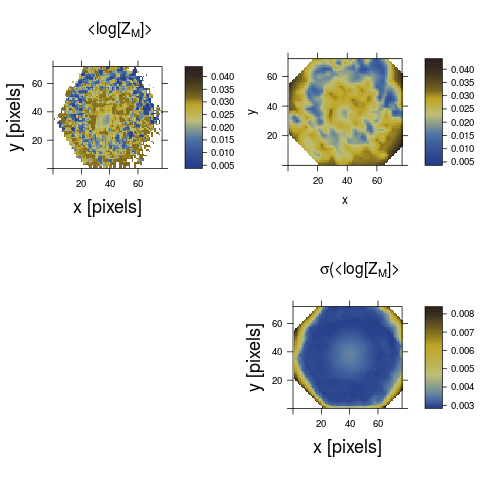 <log[Z_M]>
60
40
20
y [pixels]
20 40 60
x [pixels]
0.040
0.035
0.030
0.025
0.020
0.015
0.010
0.005
60
40
20
y
20 40 60
x
0.040
0.035
0.030
0.025
0.020
0.015
0.010
0.005
σ(<log[Z_M]>
60
40
20
y [pixels]
20 40 60
x [pixels]
0.008
0.007
0.006
0.005
0.004
0.003